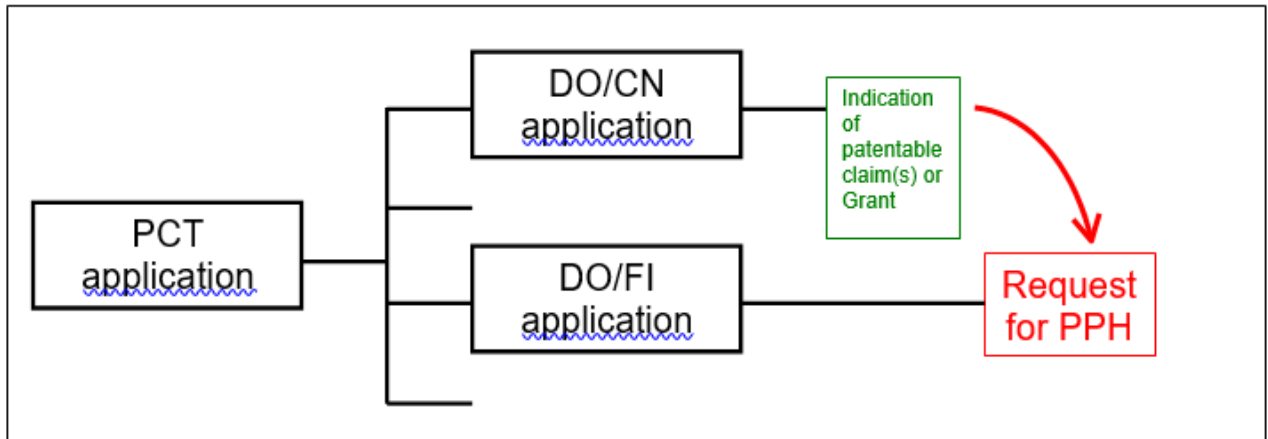 DO/CN
application
Indication
of
patentable
claim(s) or
Grant
PCT
application
DO/FI
application
Request
for PPH